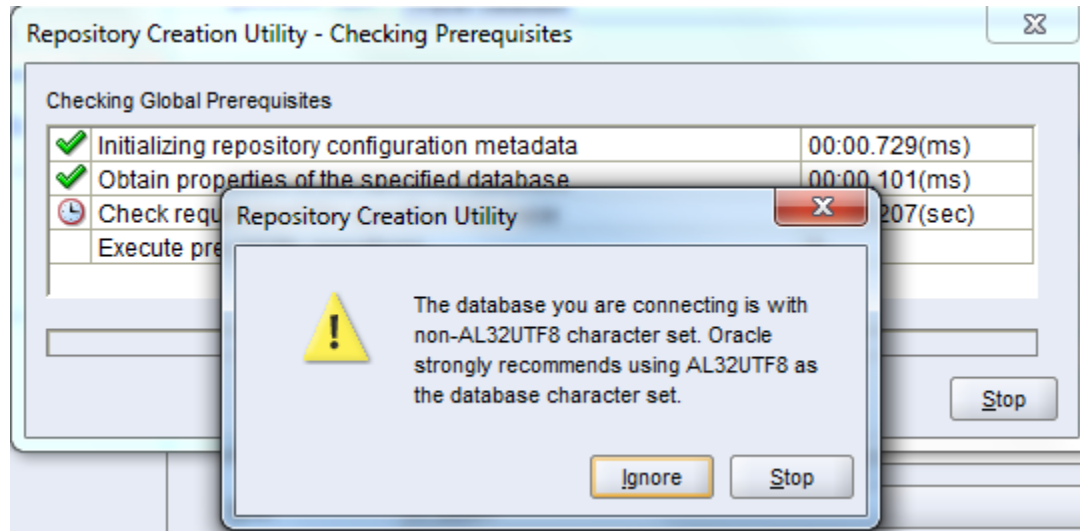 Repository Creation Utility - Checking Prerequisites
Checking Global Prerequisites
Initializing repository configuration metadata 00:00.729(ms)
Obtain properties of the specified database 00:00.101(ms)
Check requ 207(sec)
Execute pre
Repository Creation Utility
The database you are connecting is with
non-AL32UTF8 character set. Oracle
strongly recommends using AL32UTF8 as
the database character set.
Stop
Ignore Stop